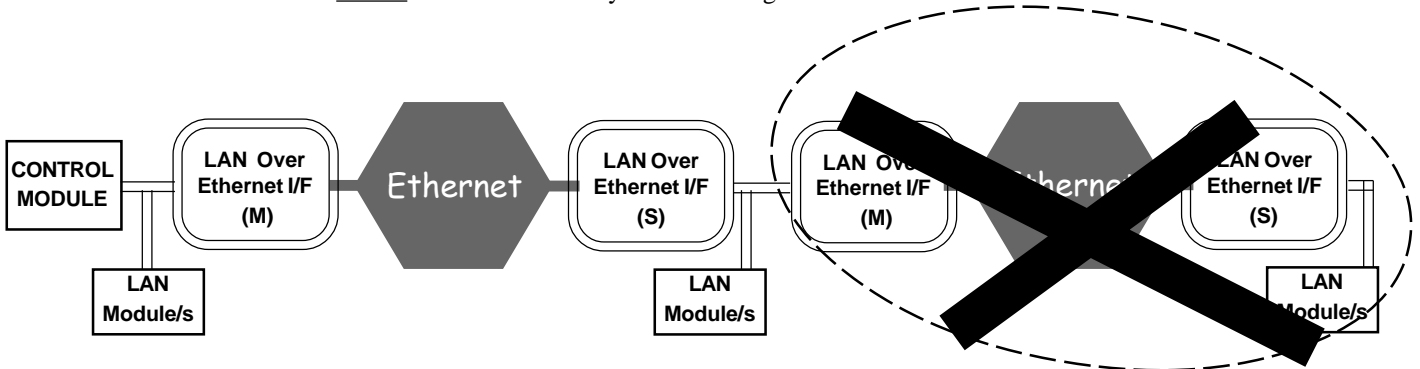 CONTROL
MODULE
LAN Over
Ethernet I/F
(M)
Ethernet
LAN Over
Ethernet I/F
(S)
LAN Over
Ethernet I/F
(M)
LAN Over
Ethernet I/F
(S)
LAN
Module/s
LAN
Module/s
LAN
Module/s